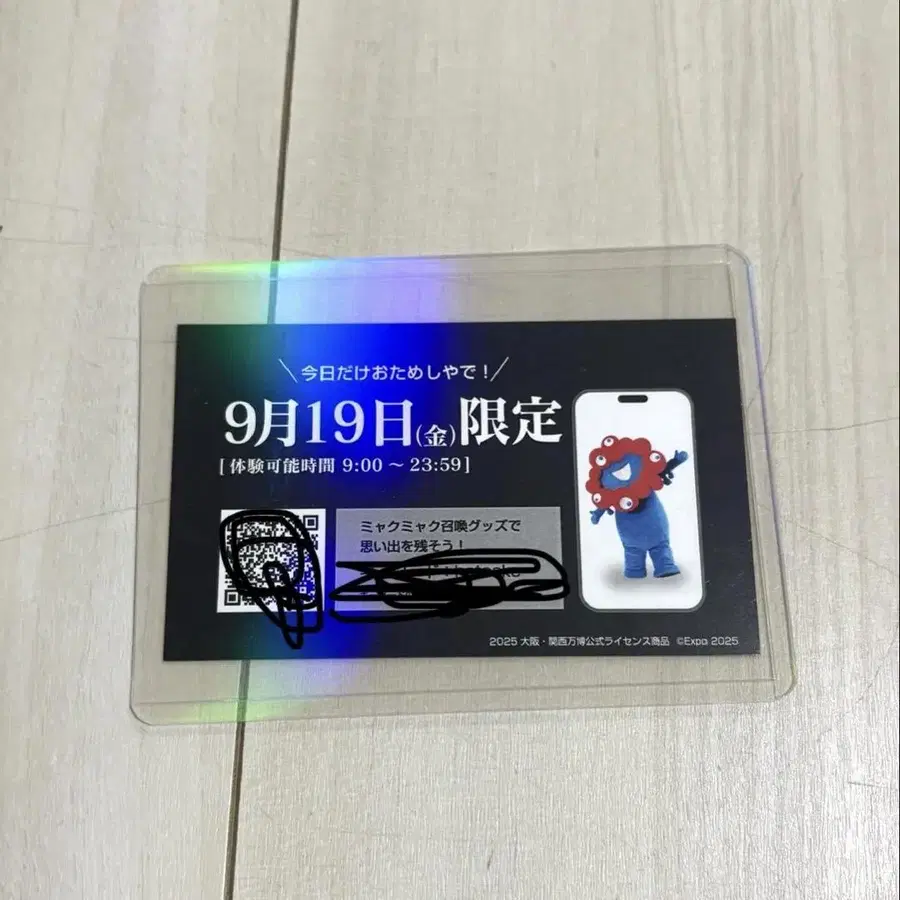 ＼今日だけおためしやで！／
9月19日(金)限定
[体験可能時間 9:00 〜 23:59]
ミャクミャク召喚グッズで
思い出を残そう！
2025 大阪・関西万博公式ライセンス商品 ©Expo 2025